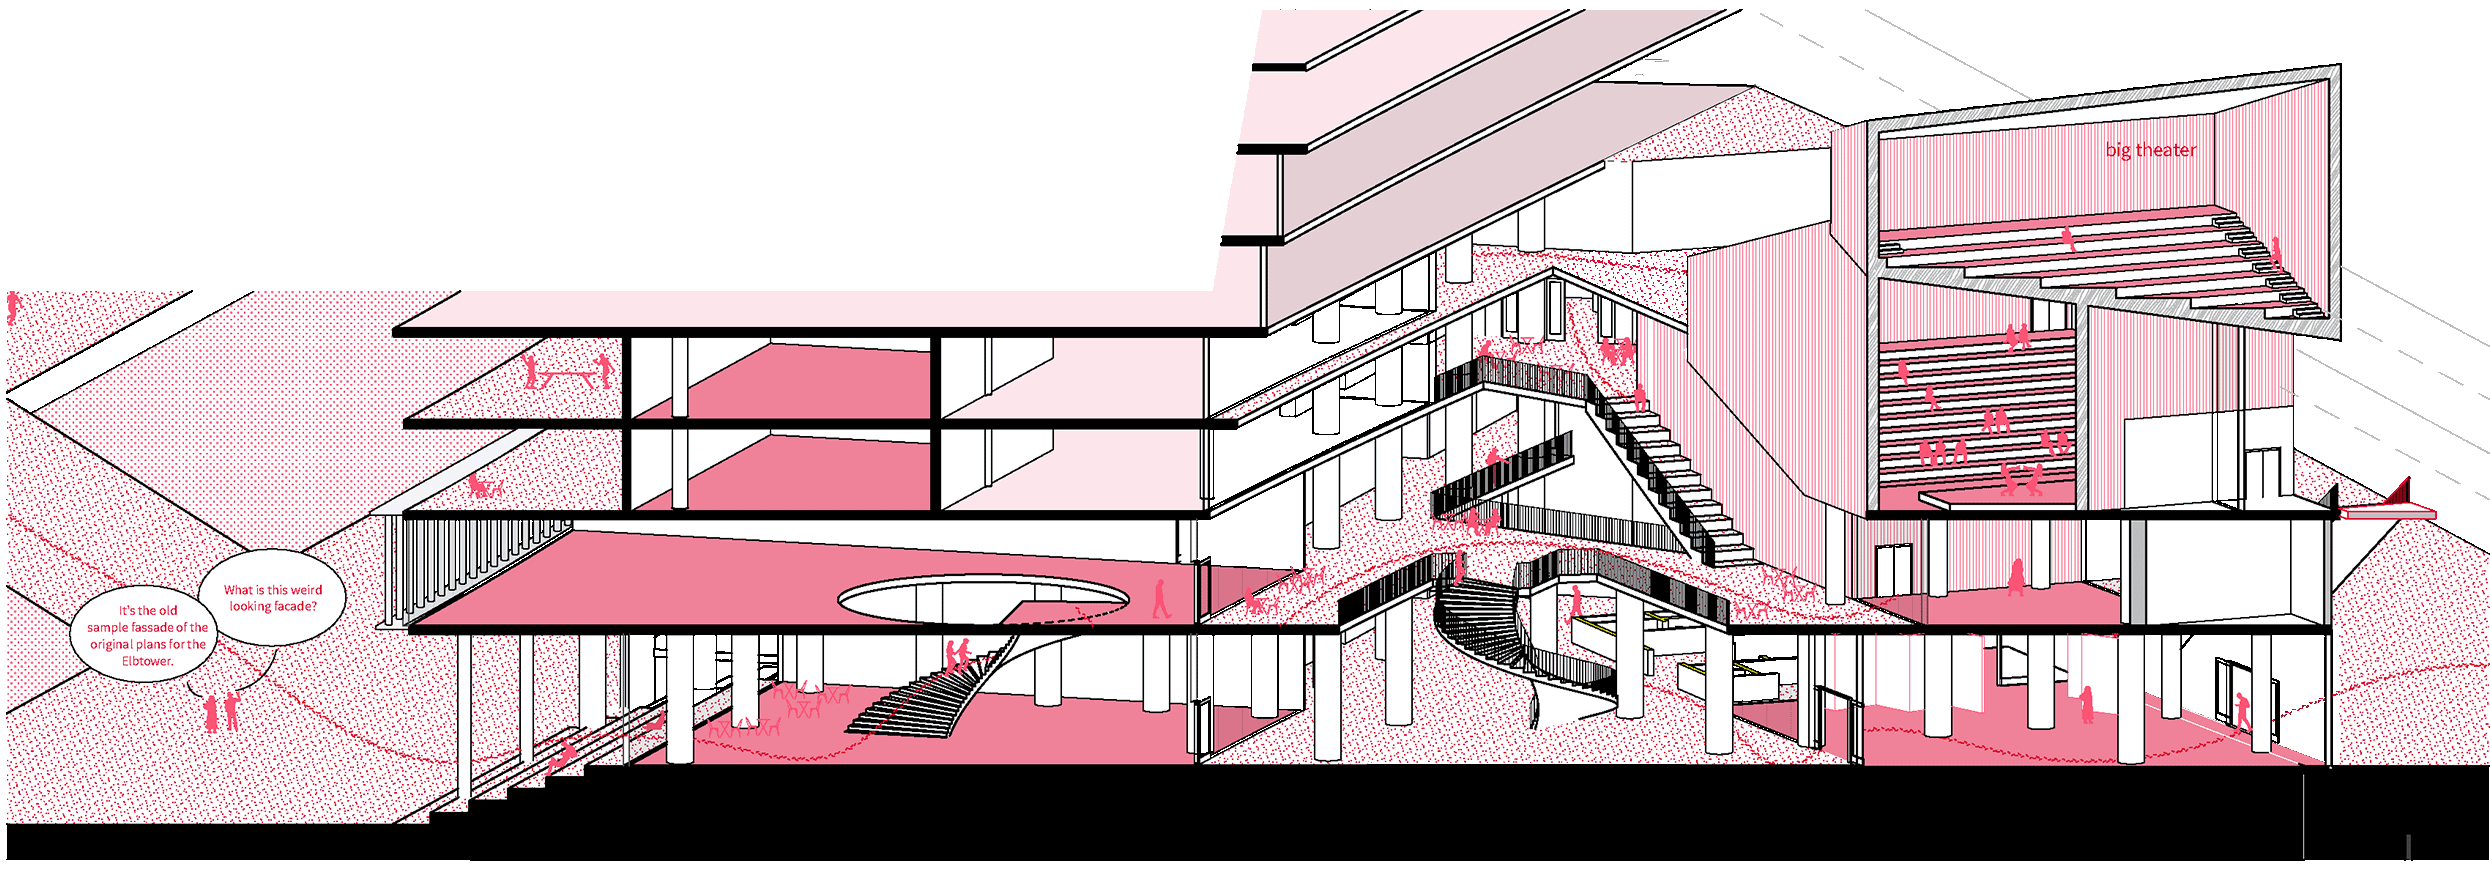 What is this weird
looking facade?
It's the old
sample fassade of the
original plans for the
Elbtower.
big theater